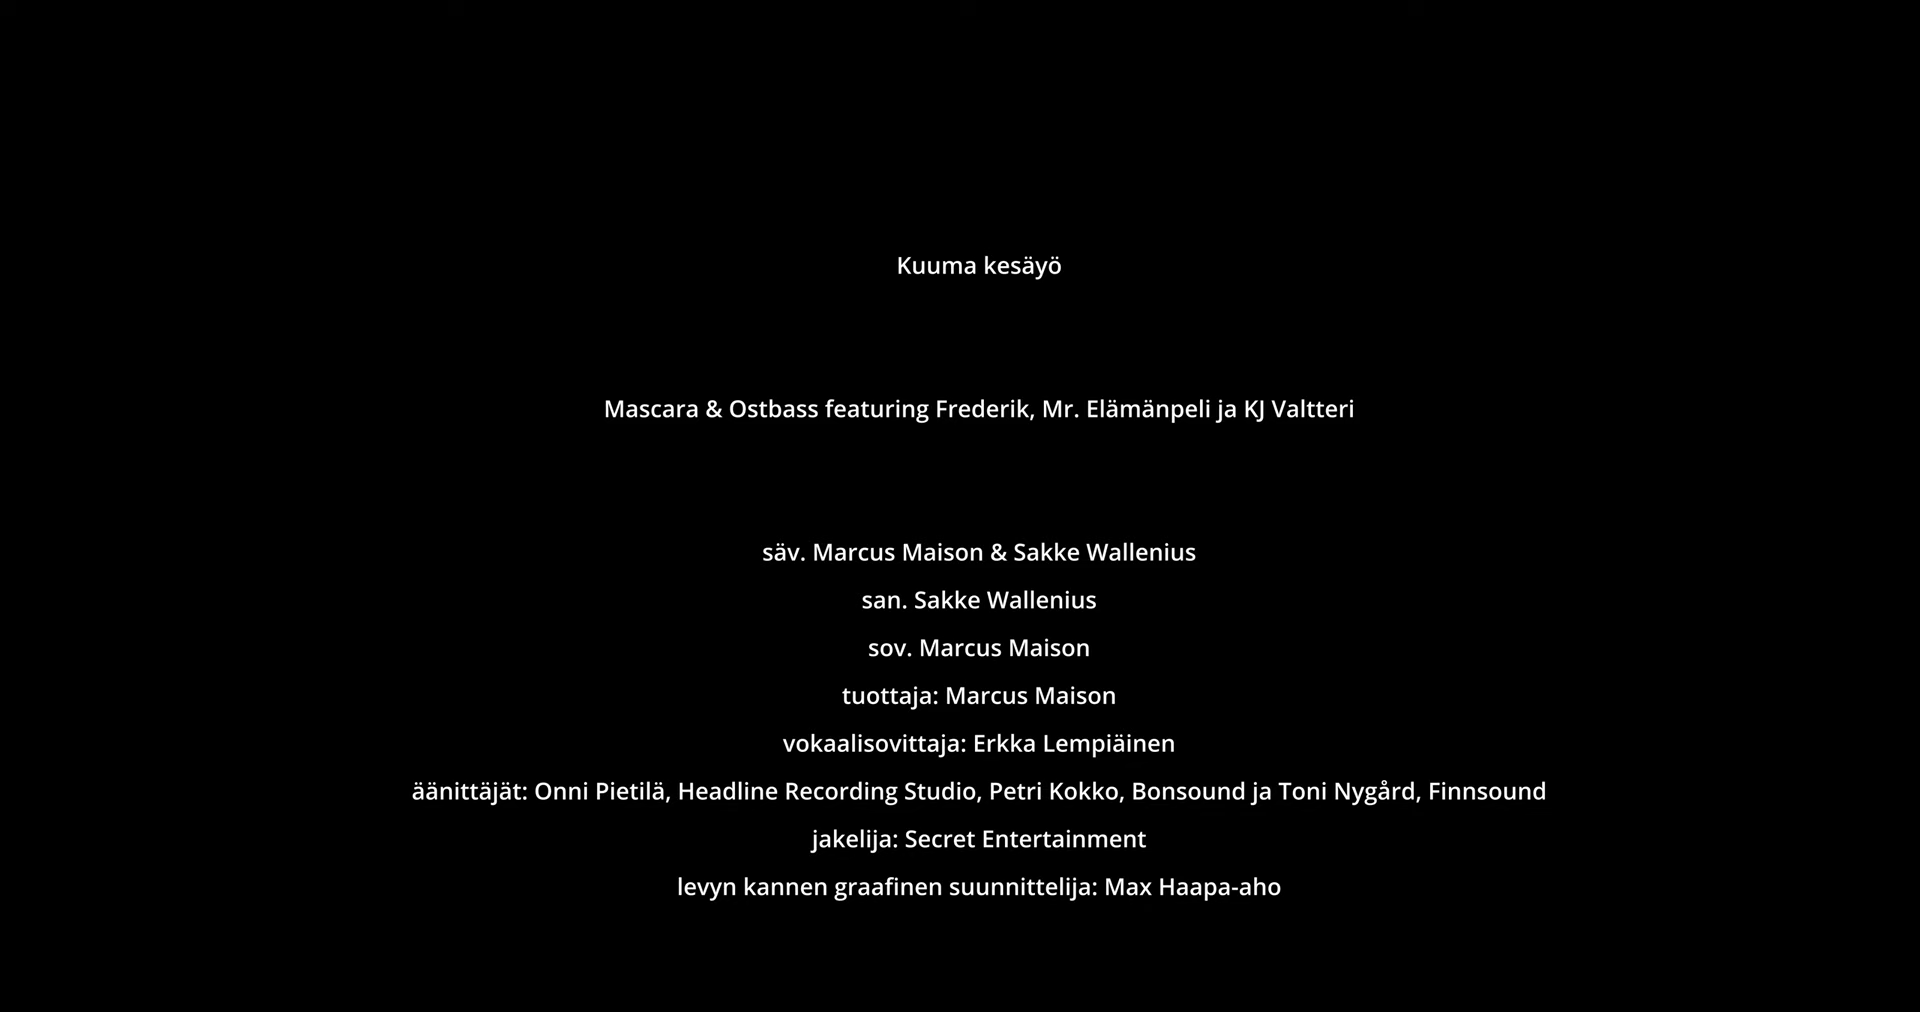 Kuuma kesäyö
Mascara & Ostbass featuring Frederik, Mr. Elämänpeli ja KJ Valtteri
säv. Marcus Maison & Sakke Wallenius
san. Sakke Wallenius
sov. Marcus Maison
tuottaja: Marcus Maison
vokaalisovittaja: Erkka Lempiäinen
äänittäjät: Onni Pietilä, Headline Recording Studio, Petri Kokko, Bonsound ja Toni Nygård, Finnsound
jakelija: Secret Entertainment
levyn kannen graafinen suunnittelija: Max Haapa-aho